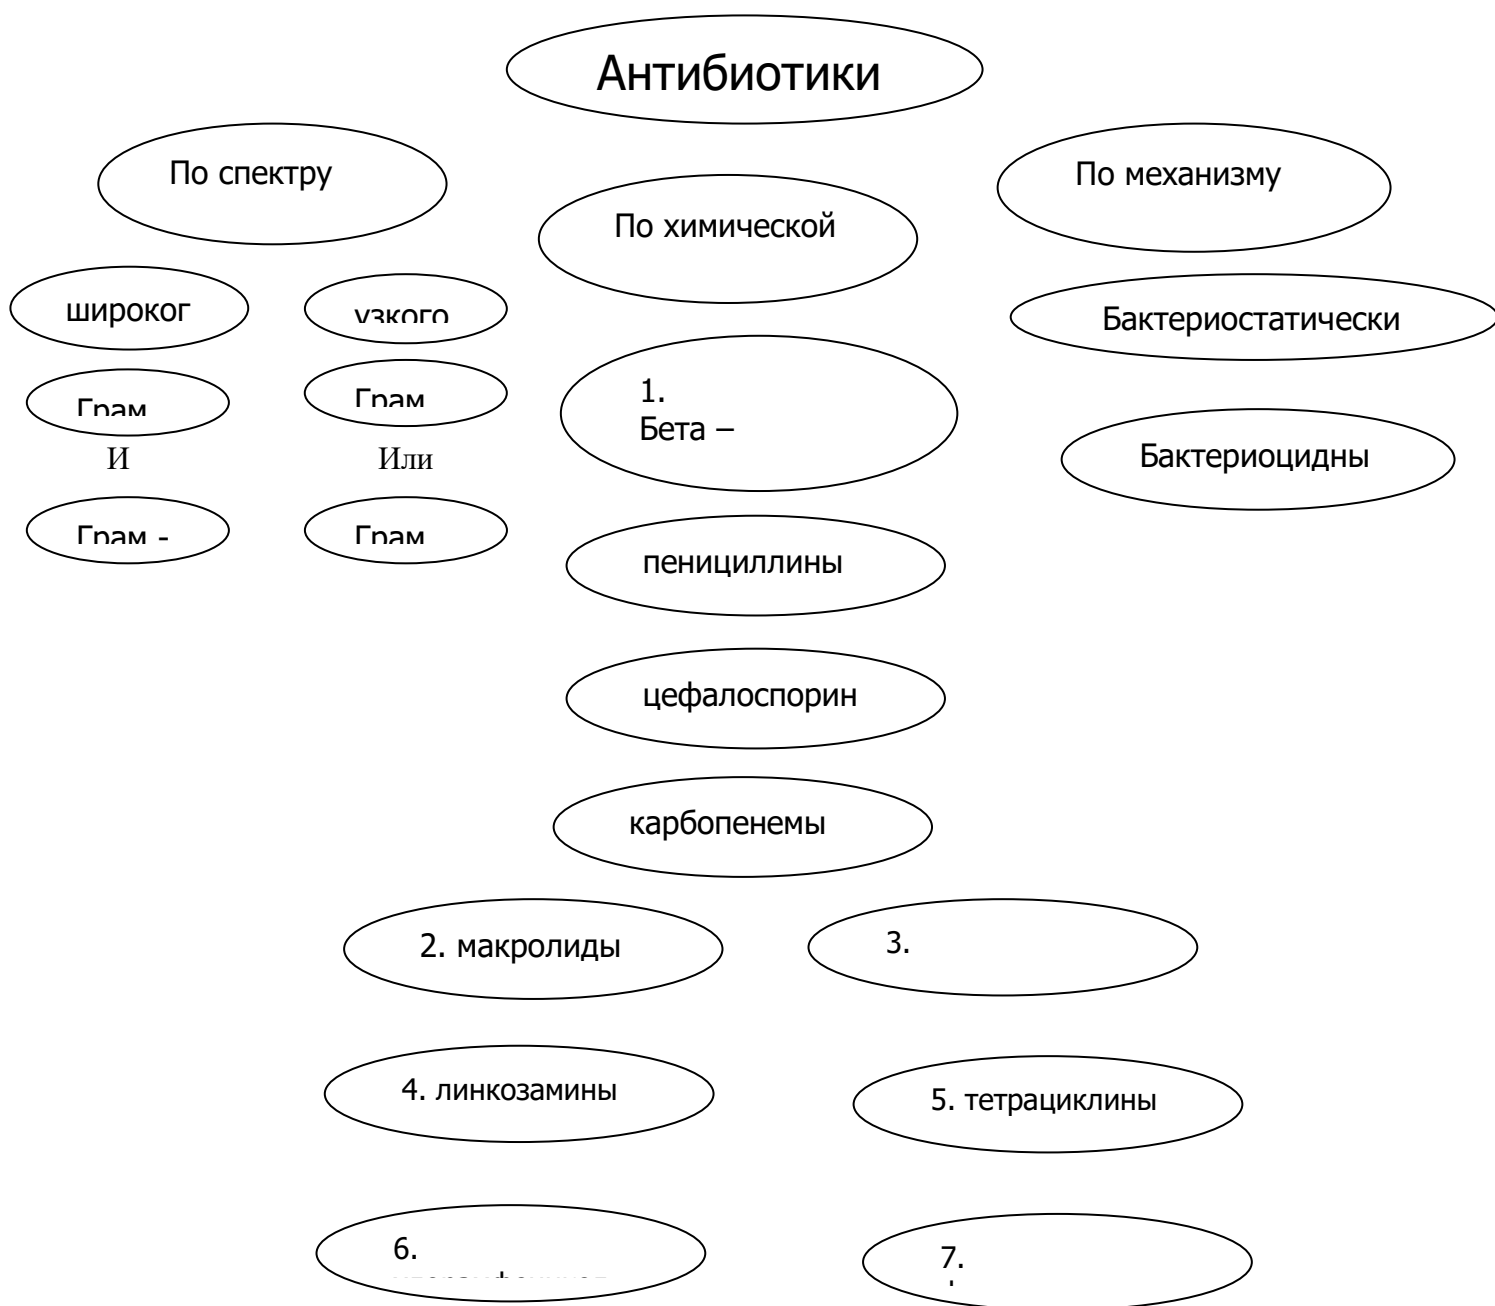 Антибиотики
По спектру
По химической
По механизму
широког
узкого
Бактериостатически
Грам
Грам
1.
Бета –
И
Или
Бактериоцидны
Грам -
Грам
пенициллины
цефалоспорин
карбопенемы
2. макролиды
3.
4. линкозамины
5. тетрациклины
6.
7.